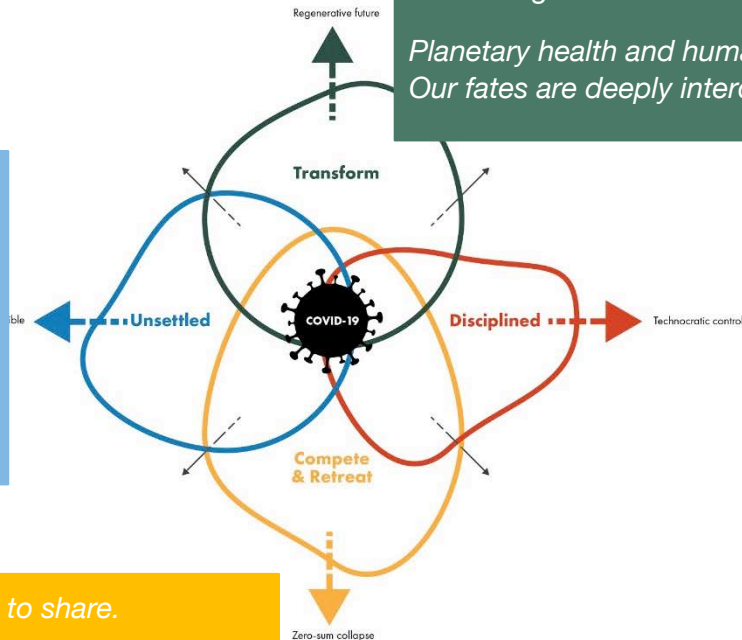 Regenerative future
Planetary health and huma
Our fates are deeply interc
Transform
Unsettled
COVID-19
Disciplined
Technocratic control
Compete
& Retreat
to share.
Zero-sum collapse